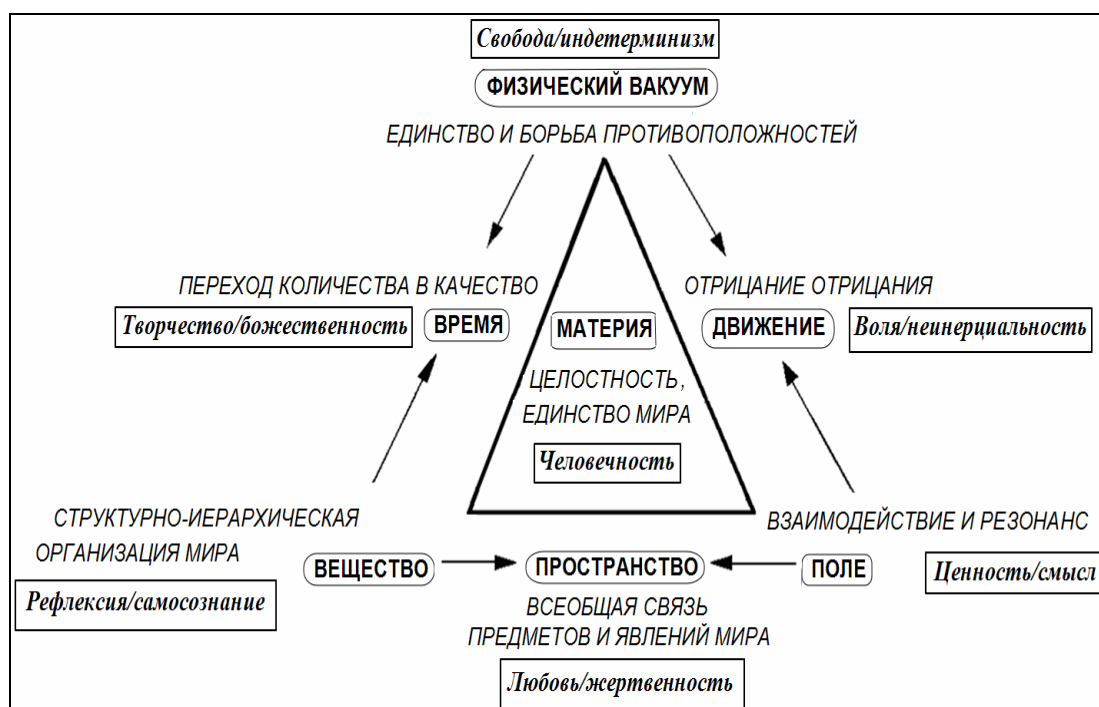 Свобода/индетерминизм
ФИЗИЧЕСКИЙ ВАКУУМ
ЕДИНСТВО И БОРЬБА ПРОТИВОПОЛОЖНОСТЕЙ
ПЕРЕХОД КОЛИЧЕСТВА В КАЧЕСТВО
Творчество/божественность
ВРЕМЯ
МАТЕРИЯ
ЦЕЛОСТНОСТЬ,
ЕДИНСТВО МИРА
Человечность
ОТРИЦАНИЕ ОТРИЦАНИЯ
ДВИЖЕНИЕ
Воля/неинерциальность
СТРУКТУРНО-ИЕРАРХИЧЕСКАЯ
ОРГАНИЗАЦИЯ МИРА
ВЕЩЕСТВО
Рефлексия/самосознание
ПРОСТРАНСТВО
ВСЕОБЩАЯ СВЯЗЬ
ПРЕДМЕТОВ И ЯВЛЕНИЙ МИРА
Любовь/жертвенность
ВЗАИМОДЕЙСТВИЕ И РЕЗОНАНС
ПОЛЕ
Ценность/смысл